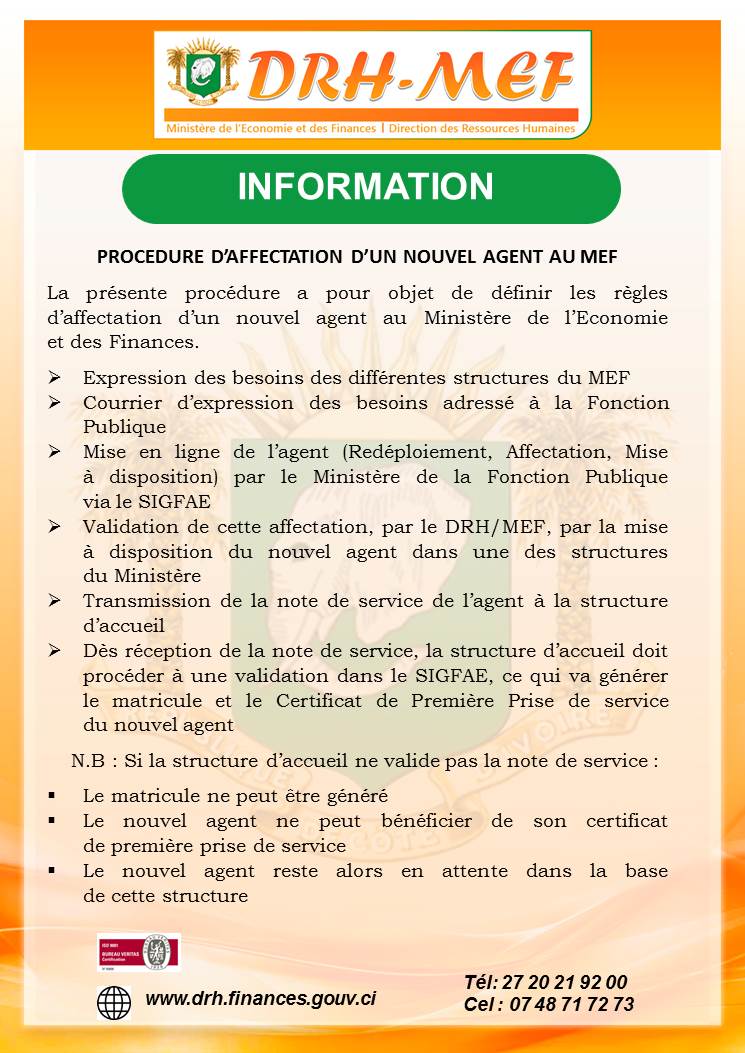 DRH-MEF
Ministère de l'Economie et des Finances | Direction des Ressources Humaines
INFORMATION
PROCEDURE D'AFFECTATION D'UN NOUVEL AGENT AU MEF
La présente procédure a pour objet de définir les règles
d'affectation d'un nouvel agent au Ministère de l'Economie
et des Finances.
➢ Expression des besoins des différentes structures du MEF
➢ Courrier d'expression des besoins adressé à la Fonction
Publique
➢ Mise en ligne de l'agent (Redéploiement, Affectation, Mise
à disposition) par le Ministère de la Fonction Publique
via le SIGFAE
➢ Validation de cette affectation, par le DRH/MEF, par la mise
à disposition du nouvel agent dans une des structures
du Ministère
➢ Transmission de la note de service de l'agent à la structure
d'accueil
➢ Dès réception de la note de service, la structure d'accueil doit
procéder à une validation dans le SIGFAE, ce qui va générer
le matricule et le Certificat de Première Prise de service
du nouvel agent
N.B : Si la structure d'accueil ne valide pas la note de service :
▪ Le matricule ne peut être généré
▪ Le nouvel agent ne peut bénéficier de son certificat
de première prise de service
▪ Le nouvel agent reste alors en attente dans la base
de cette structure
ISO 9001
BUREAU VERITAS
Certification
www.drh.finances.gouv.ci
Tél: 27 20 21 92 00
Cel : 07 48 71 72 73